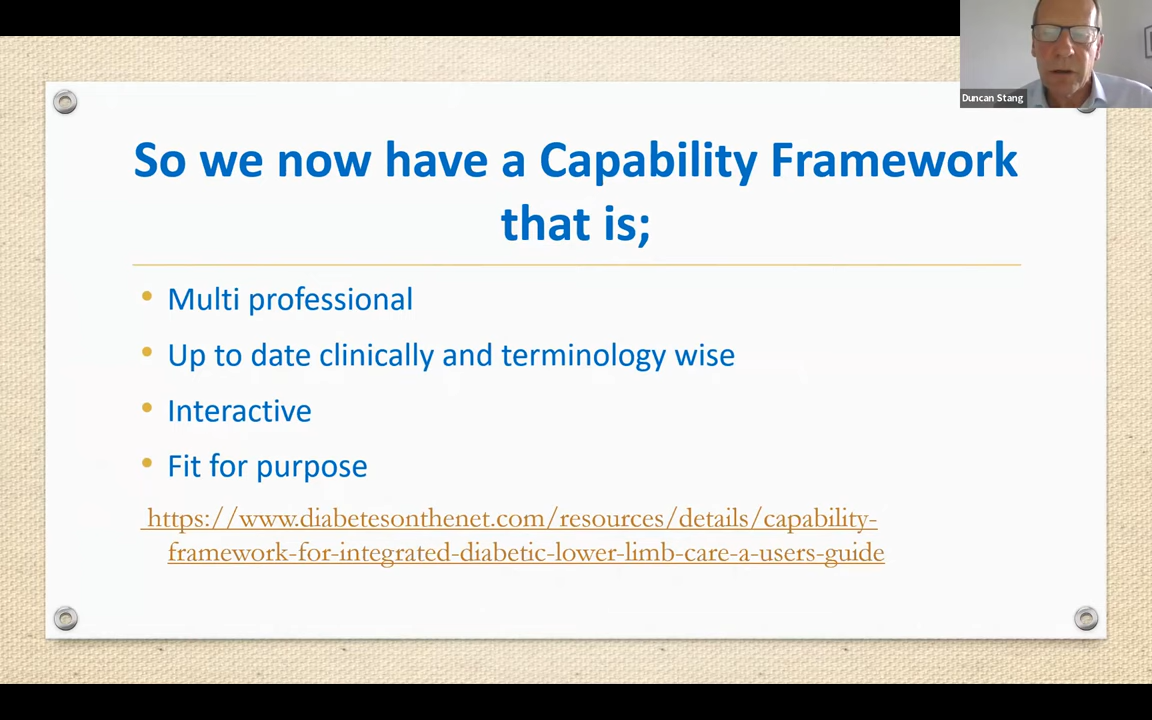 Duncan Stang
So we now have a Capability Framework
that is;
• Multi professional
• Up to date clinically and terminology wise
• Interactive
• Fit for purpose
https://www.diabetesonthenet.com/resources/details/capability-
framework-for-integrated-diabetic-lower-limb-care-a-users-guide